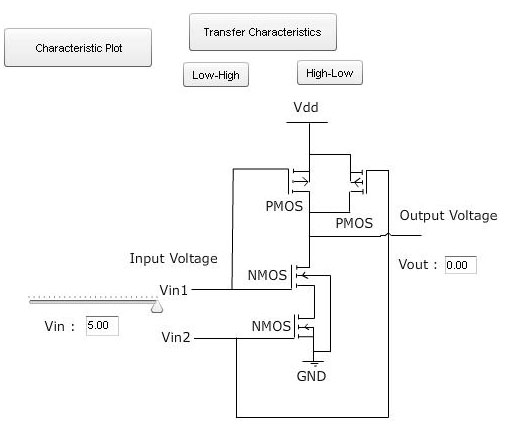 Characteristic Plot
Transfer Characteristics
Low-High
High-Low
Vdd
PMOS
PMOS
Output Voltage
Input Voltage
NMOS
Vout : 0.00
Vin1
Vin : 5.00
NMOS
Vin2
GND